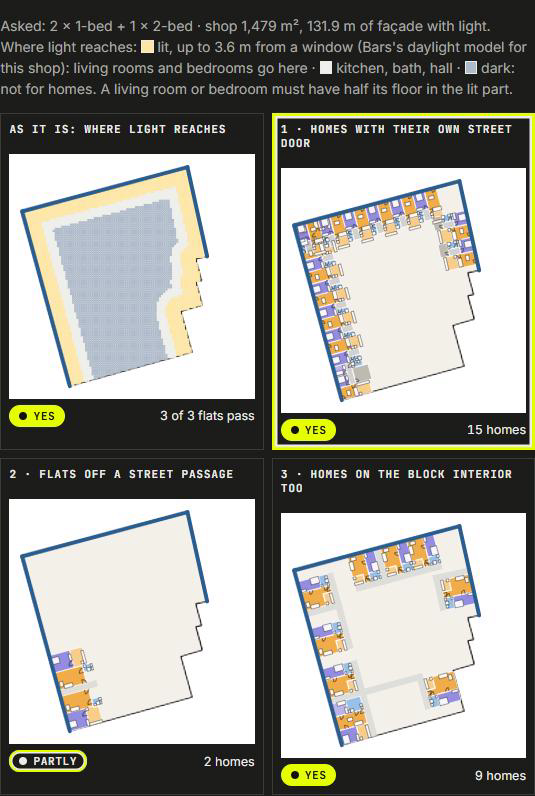 Asked: 2 × 1-bed + 1 × 2-bed · shop 1,479 m², 131.9 m of façade with light.
Where light reaches: lit, up to 3.6 m from a window (Bars's daylight model for
this shop): living rooms and bedrooms go here · kitchen, bath, hall · dark:
not for homes. A living room or bedroom must have half its floor in the lit part.
AS IT IS: WHERE LIGHT REACHES
YES
3 of 3 flats pass
1 · HOMES WITH THEIR OWN STREET
DOOR
YES
15 homes
2 · FLATS OFF A STREET PASSAGE
PARTLY
2 homes
3 · HOMES ON THE BLOCK INTERIOR
TOO
YES
9 homes